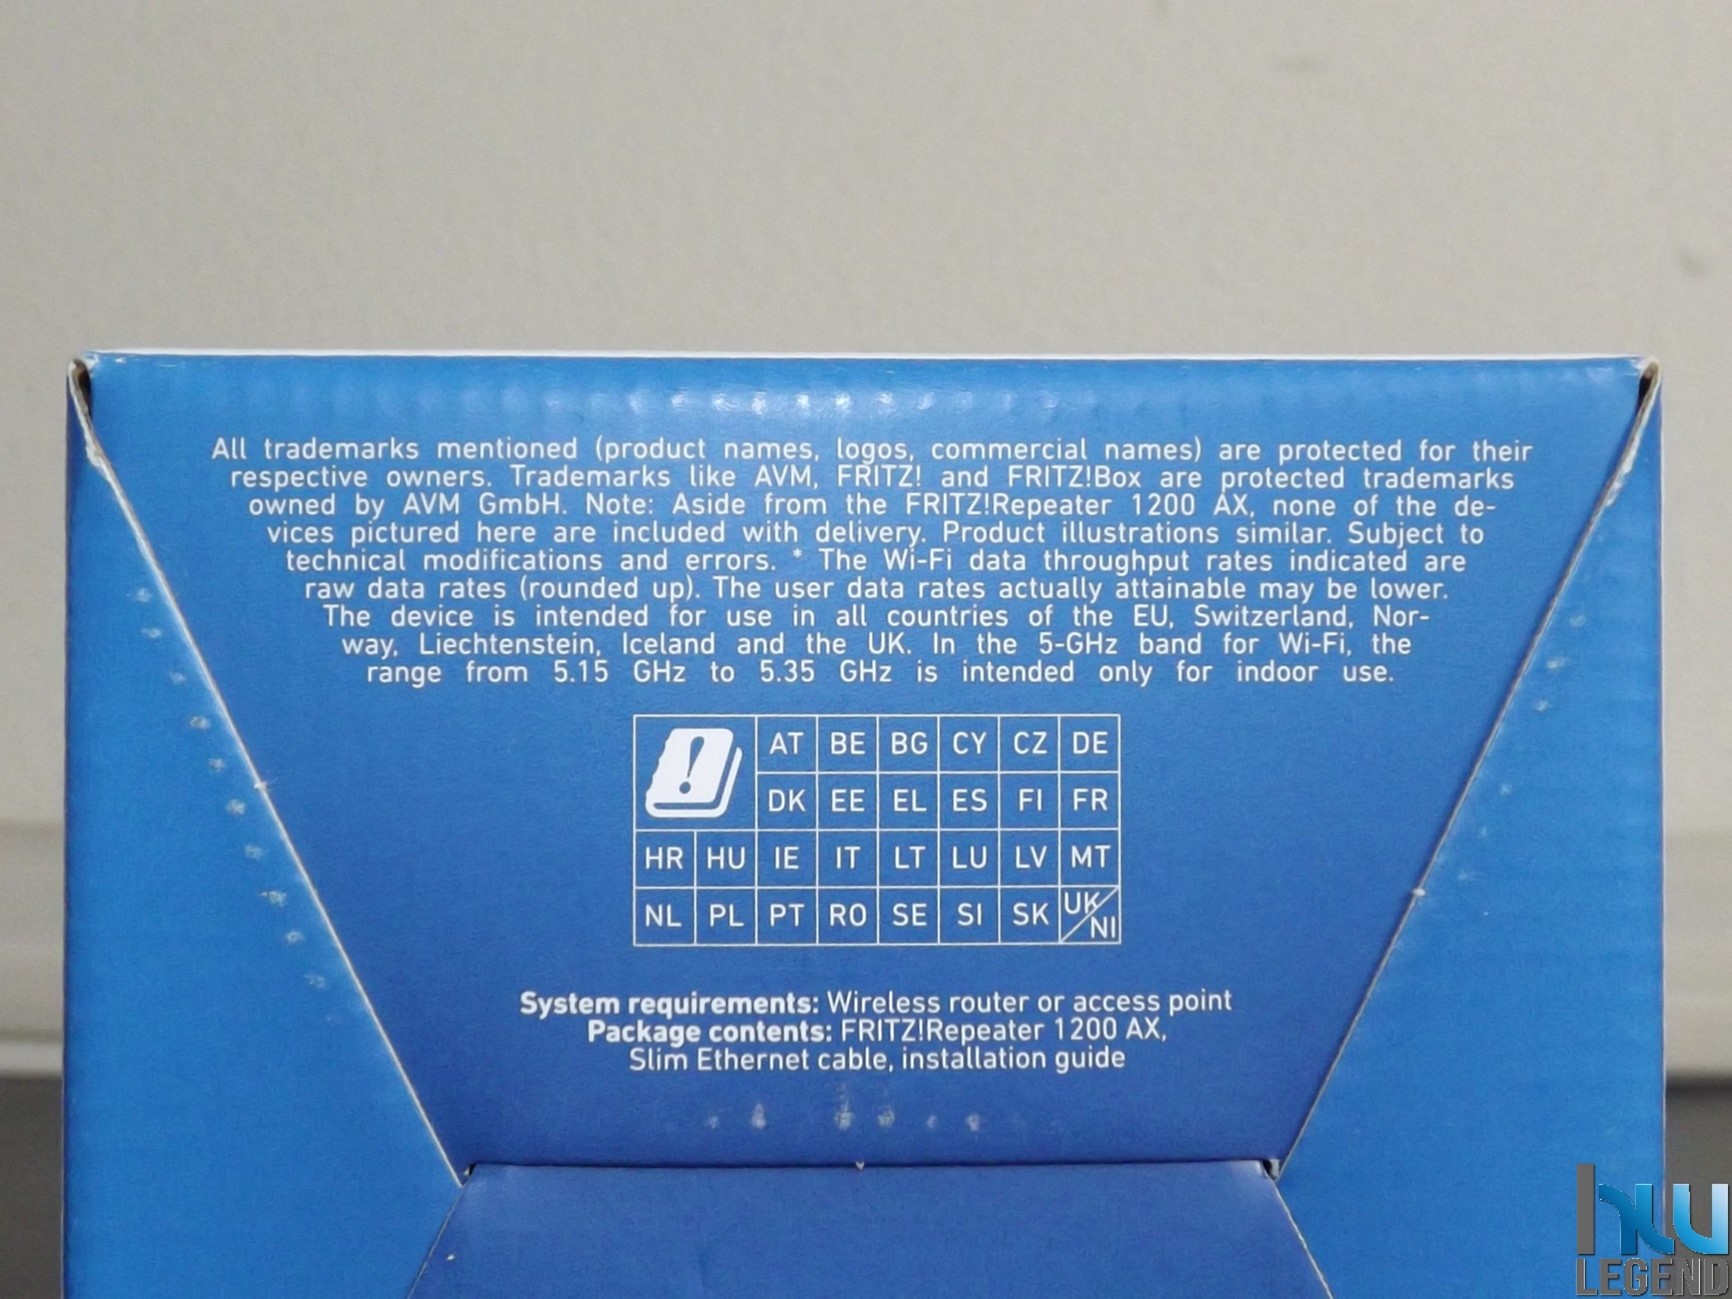 All trademarks mentioned (product names, logos, commercial names) are protected for their
respective owners. Trademarks like AVM, FRITZ! and FRITZ!Box are protected trademarks
owned by AVM GmbH. Note: Aside from the FRITZ!Repeater 1200 AX, none of the de-
vices pictured here are included with delivery. Product illustrations similar. Subject to
technical modifications and errors. * The Wi-Fi data throughput rates indicated are
raw data rates (rounded up). The user data rates actually attainable may be lower.
The device is intended for use in all countries of the EU, Switzerland, Nor-
way, Liechtenstein, Iceland and the UK. In the 5-GHz band for Wi-Fi, the
range from 5.15 GHz to 5.35 GHz is intended only for indoor use.
! AT BE BG CY CZ DE
DK EE EL ES FI FR
HR HU IE IT LT LU LV MT
NL PL PT RO SE SI SK UK/NI
System requirements: Wireless router or access point
Package contents: FRITZ!Repeater 1200 AX,
Slim Ethernet cable, installation guide
LEGEND